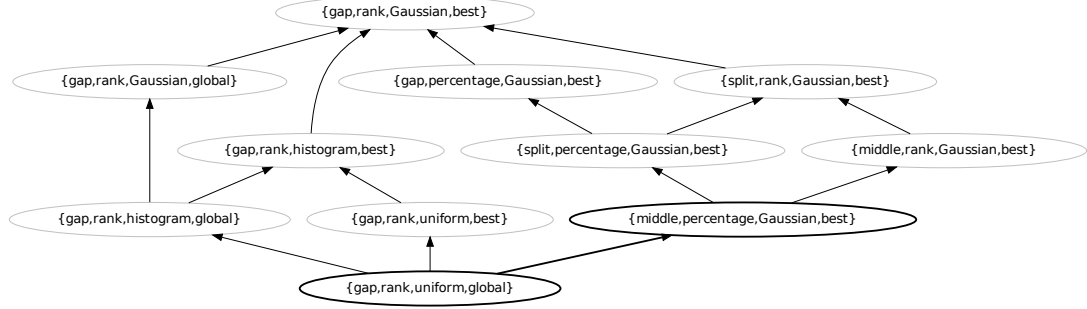 {gap,rank,Gaussian,best}
{gap,rank,Gaussian,global}
{gap,percentage,Gaussian,best}
{split,rank,Gaussian,best}
{gap,rank,histogram,best}
{split,percentage,Gaussian,best}
{middle,rank,Gaussian,best}
{gap,rank,histogram,global}
{gap,rank,uniform,best}
{middle,percentage,Gaussian,best}
{gap,rank,uniform,global}